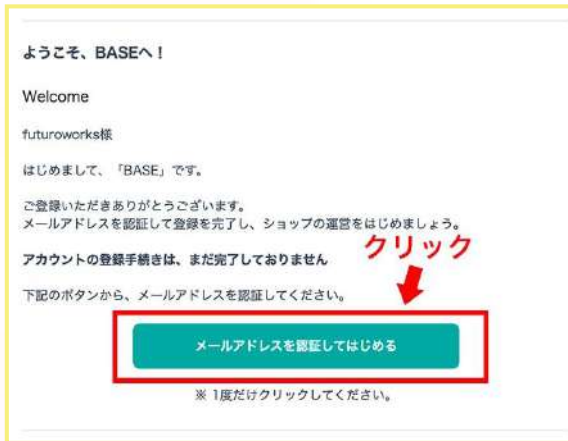 ようこそ、BASEへ！
Welcome
futuroworks様
はじめまして、「BASE」です。
ご登録いただきありがとうございます。
メールアドレスを認証して登録を完了し、ショップの運営をはじめましょう。
クリック
アカウントの登録手続きは、まだ完了しておりません
下記のボタンから、メールアドレスを認証してください。
メールアドレスを認証してはじめる
※ 1度だけクリックしてください。